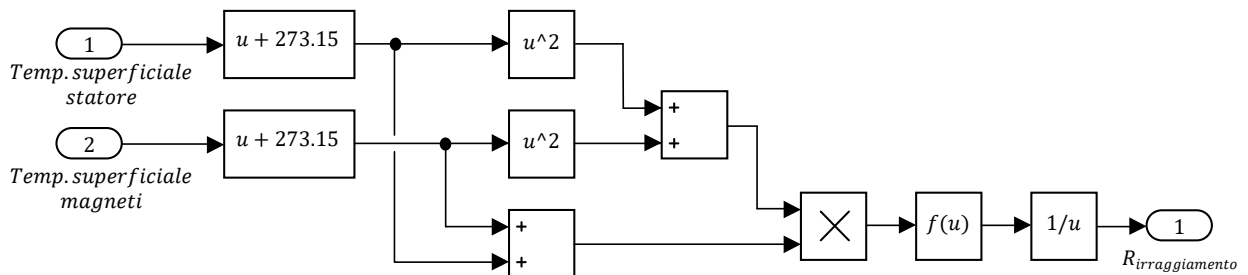 1
Temp. superficiale
statore
u + 273.15
u^2
+
+
2
Temp. superficiale
magneti
u + 273.15
u^2
+
+
f(u)
1/u
1
R_irraggiamento